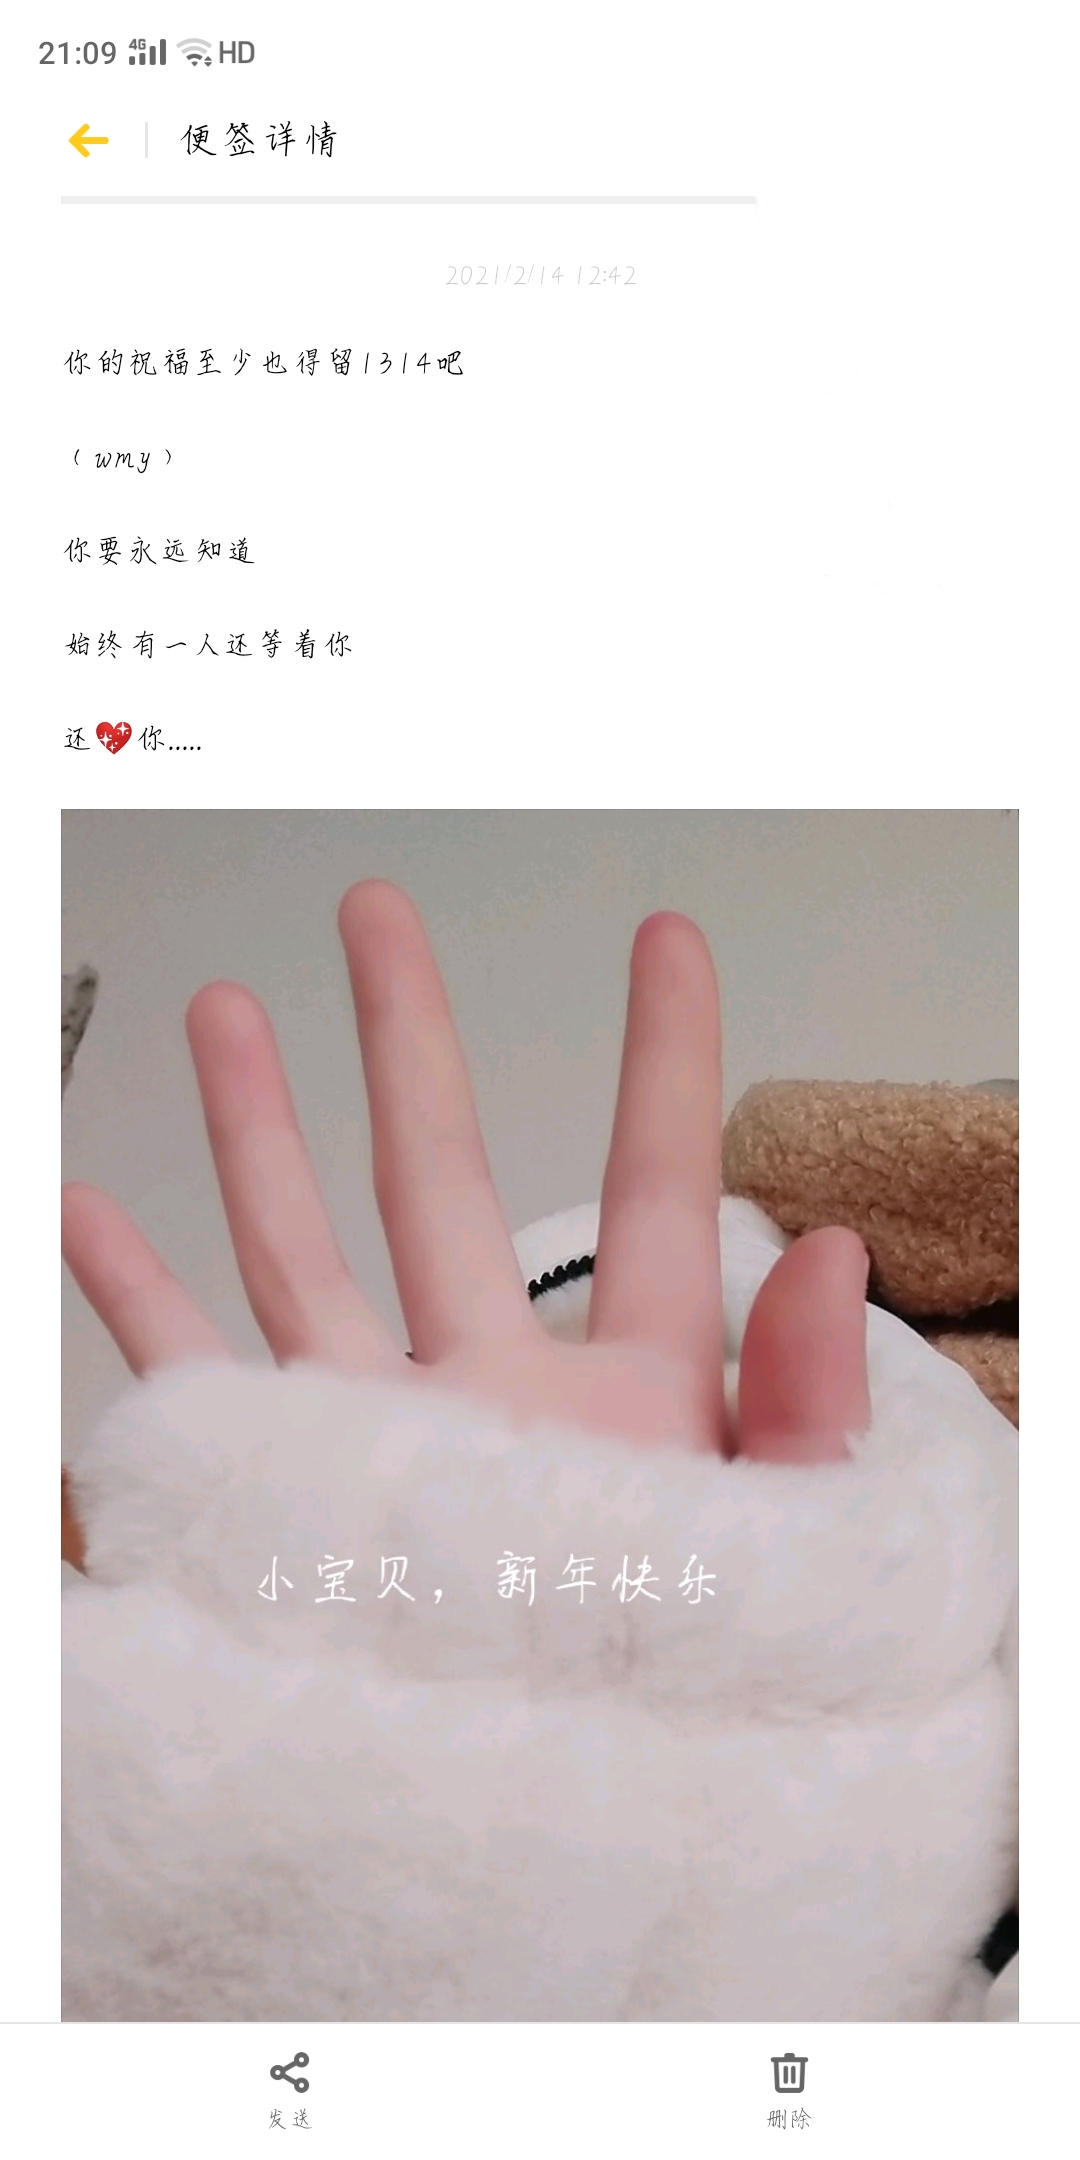 21:09 4G HD
便签详情
2021/2/14 12:42
你的祝福至少也得留1314吧
（wmy）
你要永远知道
始终有一人还等着你
还💖你.....
小宝贝，新年快乐
发送 删除